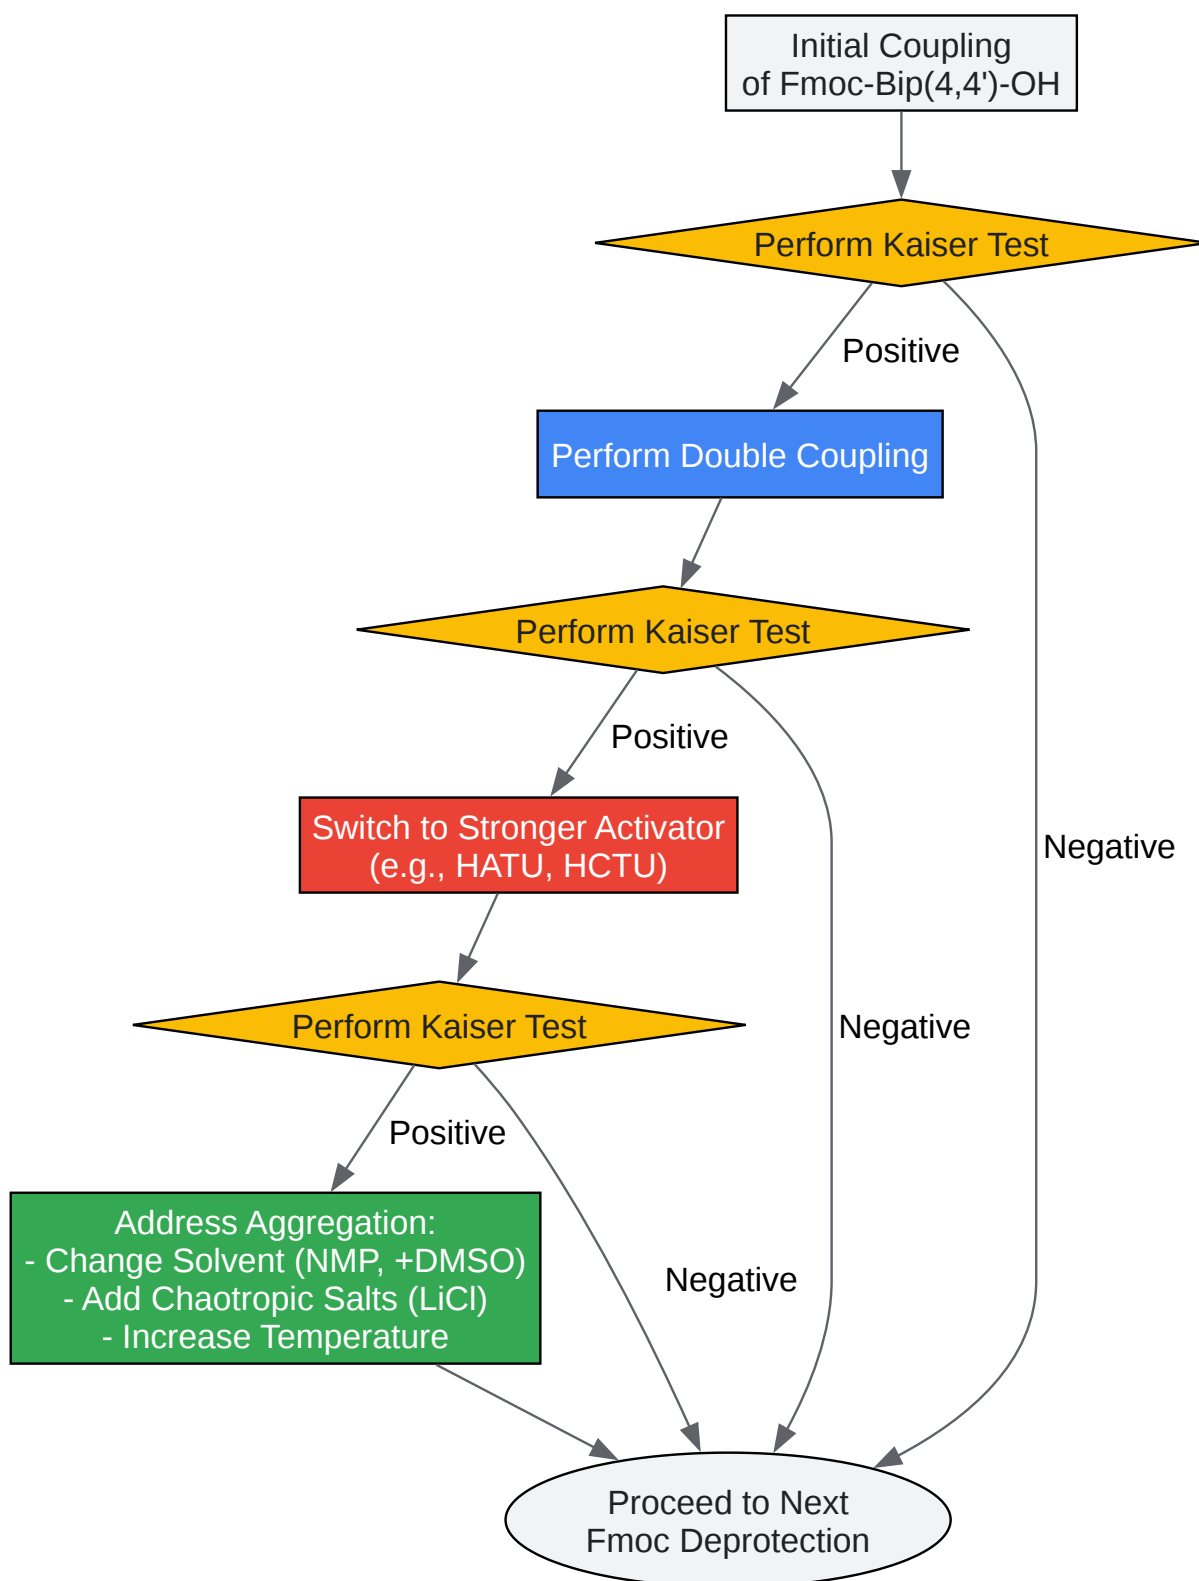 Initial Coupling
of Fmoc-Bip(4,4')-OH
Perform Kaiser Test
Positive
Perform Double Coupling
Perform Kaiser Test
Positive
Switch to Stronger Activator
(e.g., HATU, HCTU)
Negative
Perform Kaiser Test
Negative
Positive
Address Aggregation:
- Change Solvent (NMP, +DMSO)
- Add Chaotropic Salts (LiCl)
- Increase Temperature
Negative
Proceed to Next
Fmoc Deprotection